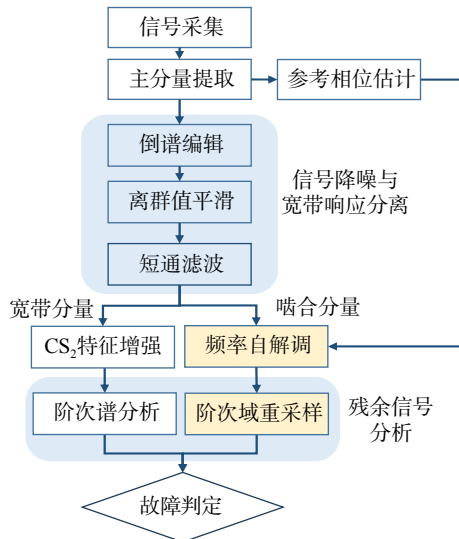 信号采集
主分量提取
参考相位估计
倒谱编辑
离群值平滑
短通滤波
信号降噪与
宽带响应分离
宽带分量
啮合分量
CS₂特征增强
频率自解调
阶次谱分析
阶次域重采样
残余信号
分析
故障判定